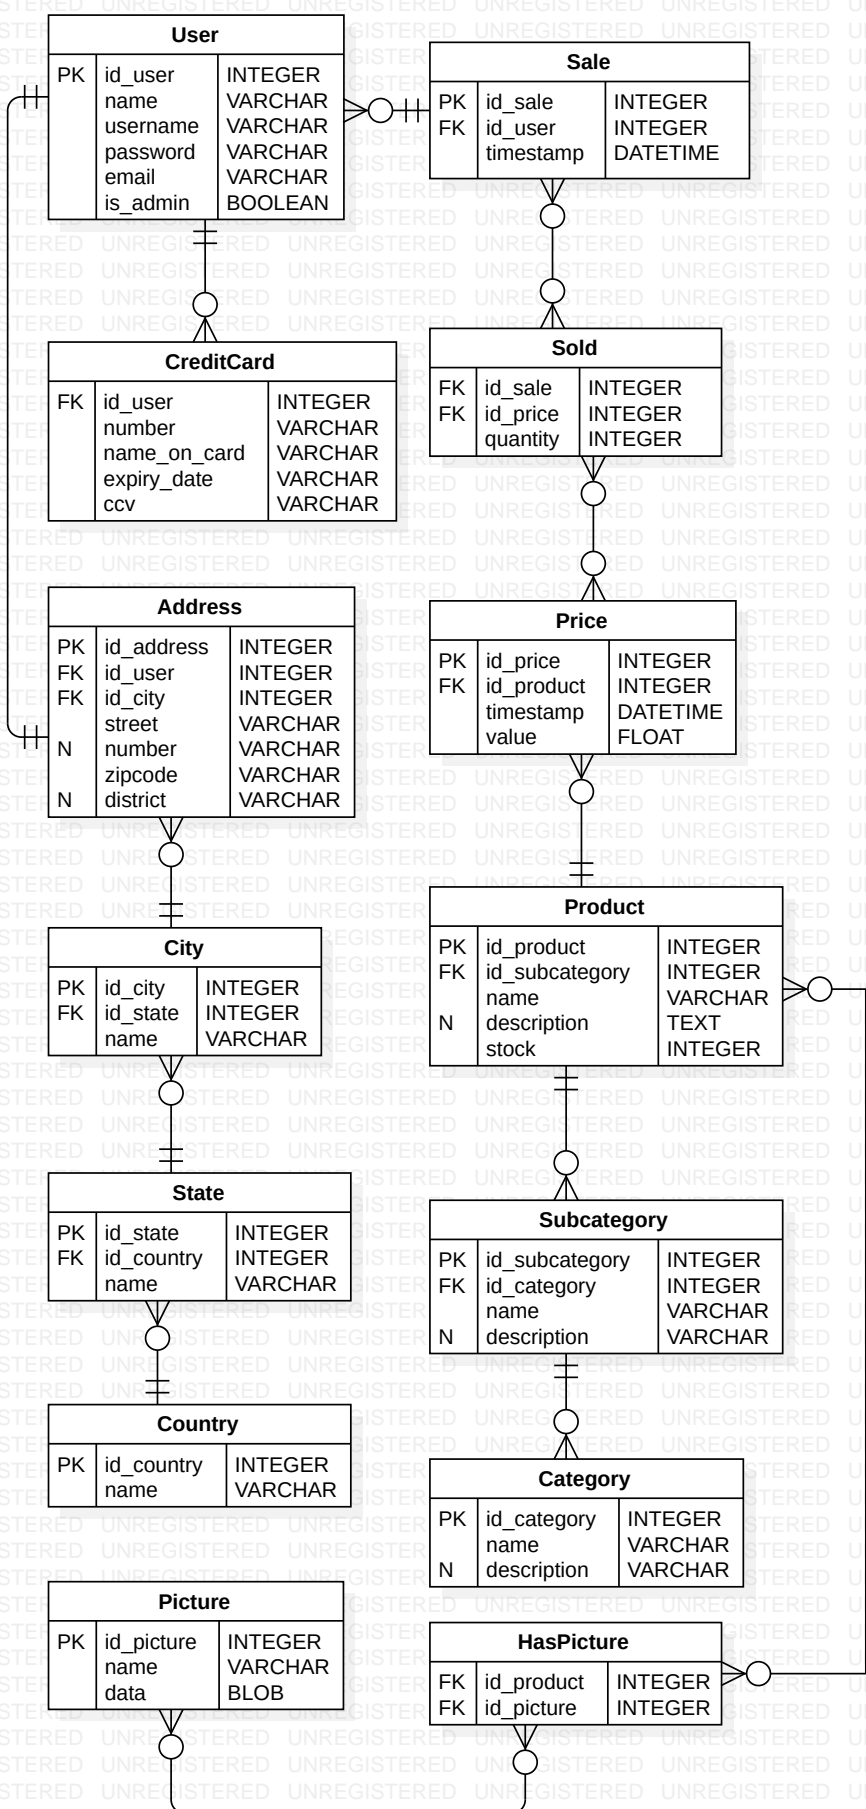 User
PK id_user INTEGER
name VARCHAR
username VARCHAR
password VARCHAR
email VARCHAR
is_admin BOOLEAN
Sale
PK id_sale INTEGER
FK id_user INTEGER
timestamp DATETIME
CreditCard
FK id_user INTEGER
number VARCHAR
name_on_card VARCHAR
expiry_date VARCHAR
ccv VARCHAR
Sold
FK id_sale INTEGER
FK id_price INTEGER
quantity INTEGER
Address
PK id_address INTEGER
FK id_user INTEGER
FK id_city INTEGER
street VARCHAR
N number VARCHAR
zipcode VARCHAR
N district VARCHAR
Price
PK id_price INTEGER
FK id_product INTEGER
timestamp DATETIME
value FLOAT
City
PK id_city INTEGER
FK id_state INTEGER
name VARCHAR
Product
PK id_product INTEGER
FK id_subcategory INTEGER
name VARCHAR
N description TEXT
stock INTEGER
State
PK id_state INTEGER
FK id_country INTEGER
name VARCHAR
Subcategory
PK id_subcategory INTEGER
FK id_category INTEGER
name VARCHAR
N description VARCHAR
Country
PK id_country INTEGER
name VARCHAR
Category
PK id_category INTEGER
name VARCHAR
N description VARCHAR
Picture
PK id_picture INTEGER
name VARCHAR
data BLOB
HasPicture
FK id_product INTEGER
FK id_picture INTEGER
UNREGISTERED